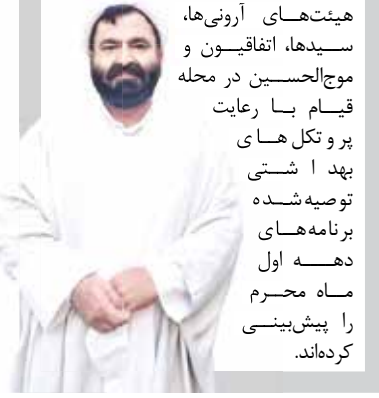 هیئت‌های آرونی‌ها،
سیدها، اتفاقیون و
موج‌الحسین در محله
قیام با رعایت
پروتکل‌های
بهداشتی
توصیه‌شده
برنامه‌های
دهه اول
ماه محرم
را پیش‌بینی
کرده‌اند.